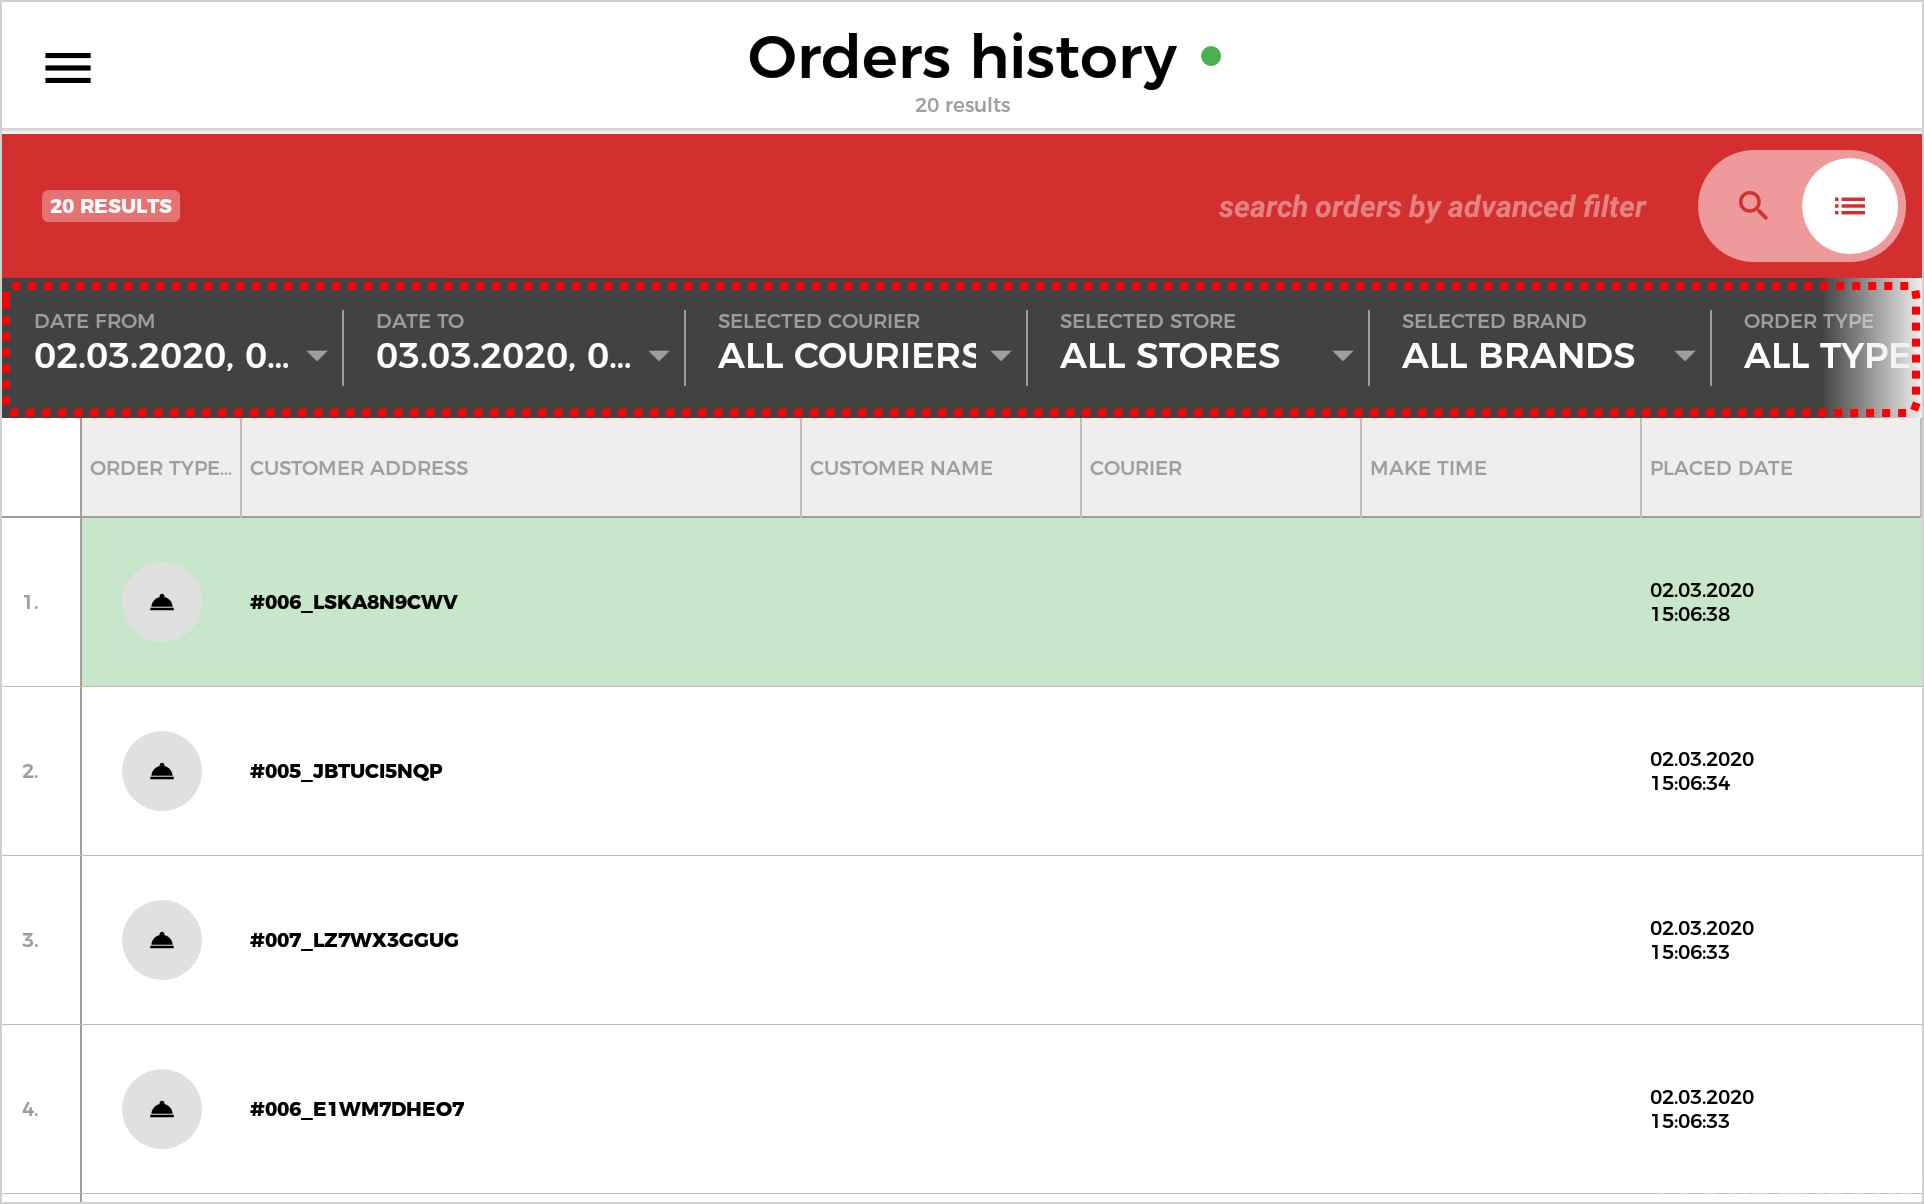 Orders history
20 results
20 RESULTS
search orders by advanced filter
DATE FROM
02.03.2020, 0...
DATE TO
03.03.2020, 0...
SELECTED COURIER
ALL COURIERS
SELECTED STORE
ALL STORES
SELECTED BRAND
ALL BRANDS
ORDER TYPE
ALL TYPE
ORDER TYPE... CUSTOMER ADDRESS CUSTOMER NAME COURIER MAKE TIME PLACED DATE
1. #006_LSKA8N9CWV 02.03.2020
15:06:38
2. #005_JBTUCI5NQP 02.03.2020
15:06:34
3. #007_LZ7WX3GGUG 02.03.2020
15:06:33
4. #006_E1WM7DHEO7 02.03.2020
15:06:33